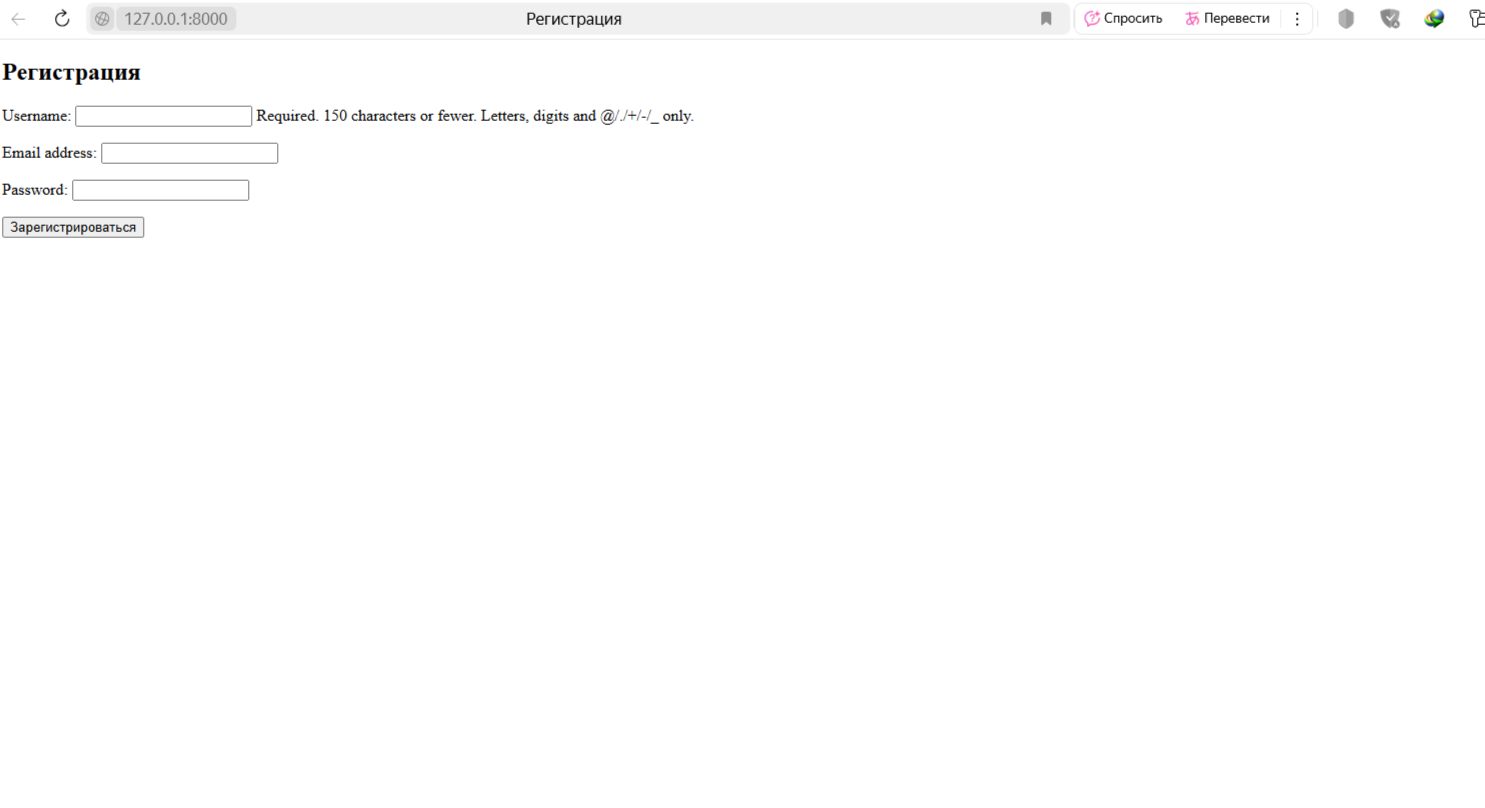 127.0.0.1:8000 Регистрация Спросить Перевести
Регистрация
Username: Required. 150 characters or fewer. Letters, digits and @/./+/-/_ only.
Email address:
Password:
Зарегистрироваться